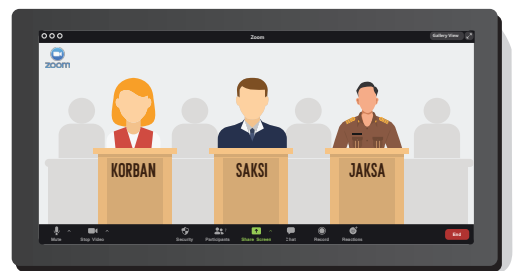 Zoom
Gallery View
zoom
KORBAN
SAKSI
JAKSA
Mute
Stop Video
Security
Participants
Share Screen
Chat
Record
Reactions
End